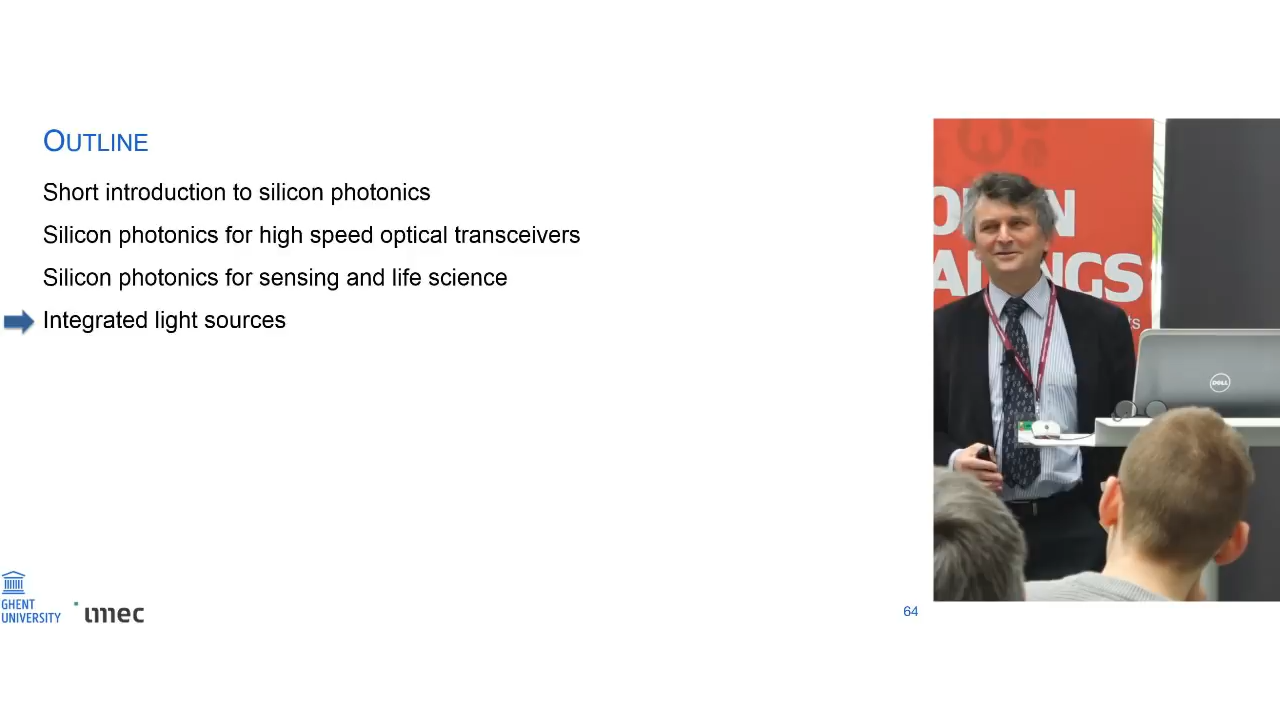 OUTLINE
Short introduction to silicon photonics
Silicon photonics for high speed optical transceivers
Silicon photonics for sensing and life science
Integrated light sources
GHENT
UNIVERSITY
imec
64
DELL